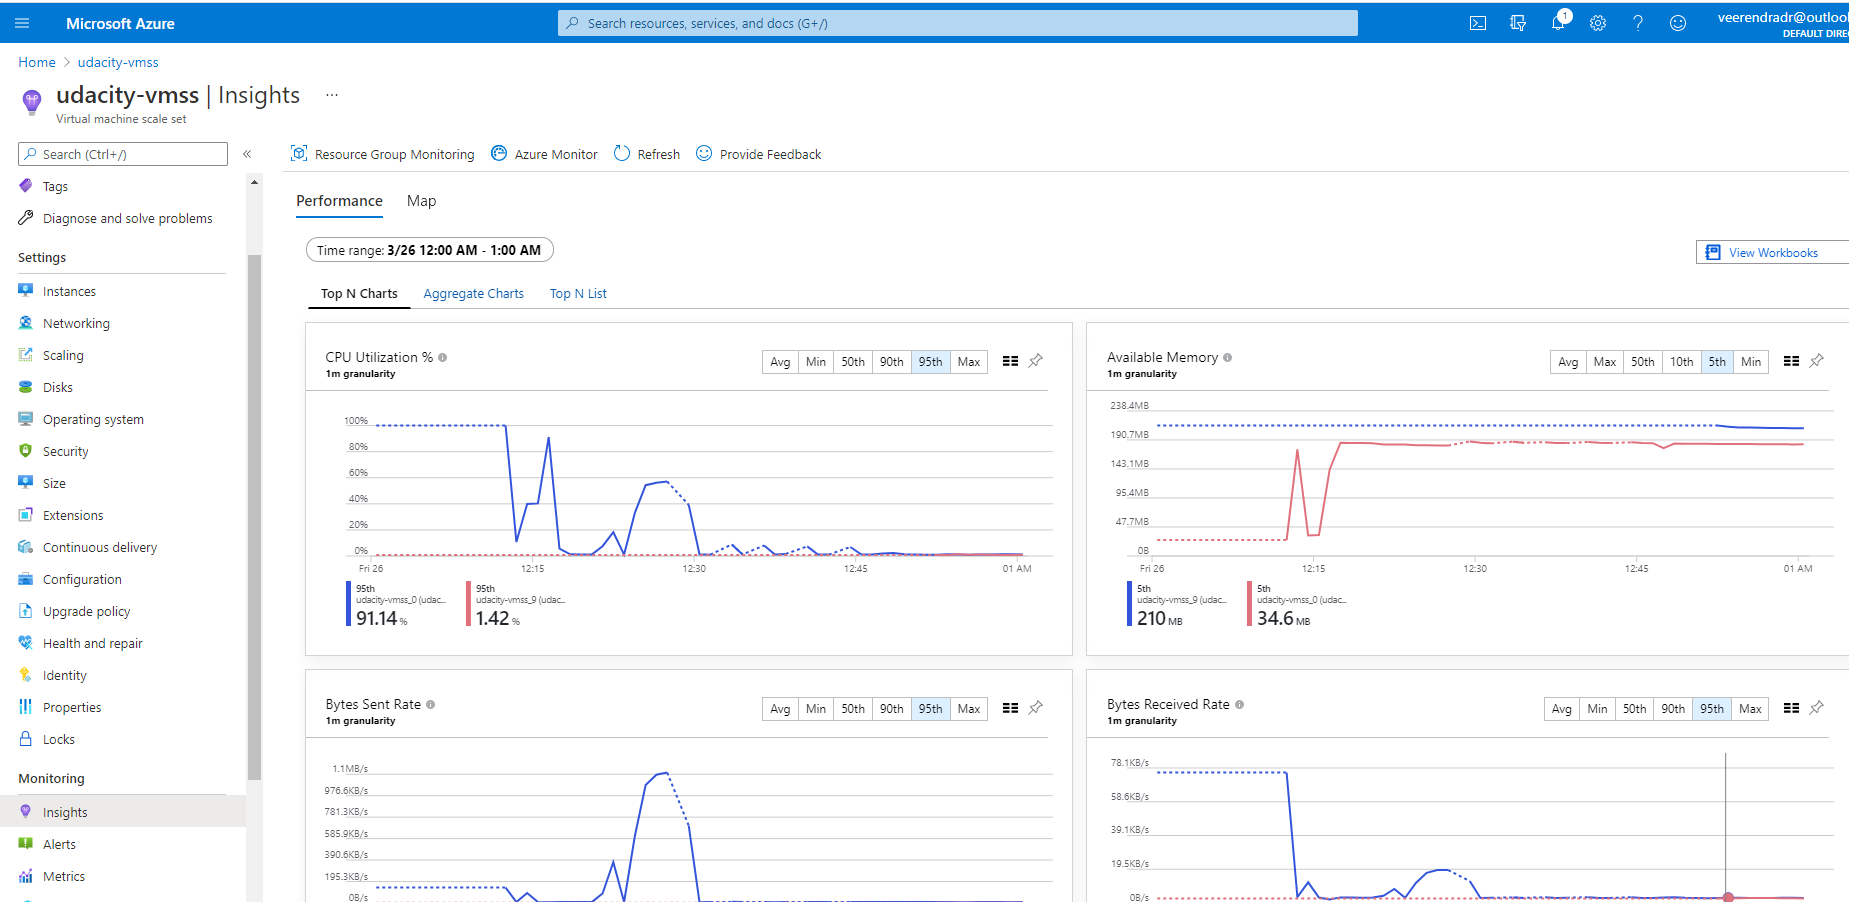 Microsoft Azure
Search resources, services, and docs (G+/)
1
veerendradr@outloo
DEFAULT DIRE
Home > udacity-vmss
udacity-vmss | Insights ...
Virtual machine scale set
Search (Ctrl+/)
«
Tags
Diagnose and solve problems
Settings
Instances
Networking
Scaling
Disks
Operating system
Security
Size
Extensions
Continuous delivery
Configuration
Upgrade policy
Health and repair
Identity
Properties
Locks
Monitoring
Insights
Alerts
Metrics
Resource Group Monitoring Azure Monitor Refresh Provide Feedback
Performance Map
Time range: 3/26 12:00 AM - 1:00 AM
View Workbooks
Top N Charts Aggregate Charts Top N List
CPU Utilization %
1m granularity
Avg Min 50th 90th 95th Max
100%
80%
60%
40%
20%
0%
Fri 26 12:15 12:30 12:45 01 AM
95th
udacity-vmss_0 (udac...
91.14 %
95th
udacity-vmss_9 (udac...
1.42 %
Available Memory
1m granularity
Avg Max 50th 10th 5th Min
238.4MB
190.7MB
143.1MB
95.4MB
47.7MB
0B
Fri 26 12:15 12:30 12:45 01 AM
5th
udacity-vmss_9 (udac...
210 MB
5th
udacity-vmss_0 (udac...
34.6 MB
Bytes Sent Rate
1m granularity
Avg Min 50th 90th 95th Max
1.1MB/s
976.6KB/s
781.3KB/s
585.9KB/s
390.6KB/s
195.3KB/s
0B/s
Bytes Received Rate
1m granularity
Avg Min 50th 90th 95th Max
78.1KB/s
58.6KB/s
39.1KB/s
19.5KB/s
0B/s